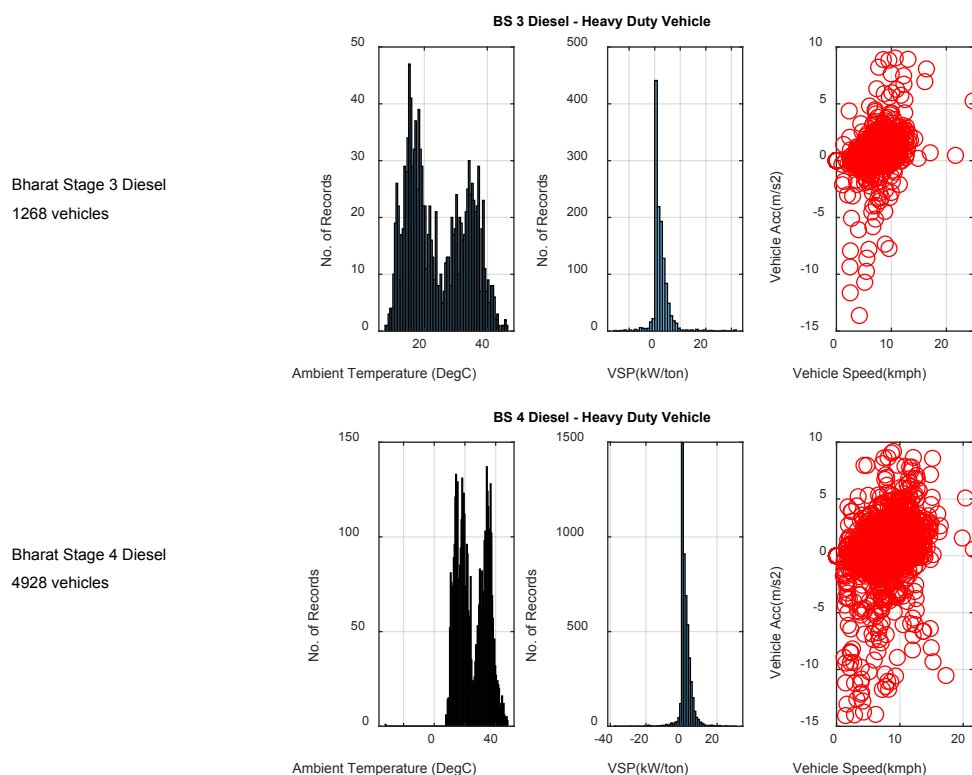 BS 3 Diesel - Heavy Duty Vehicle
Bharat Stage 3 Diesel
1268 vehicles
No. of Records
50
40
30
20
10
0
20 40
Ambient Temperature (DegC)
No. of Records
500
400
300
200
100
0
0 20
VSP(kW/ton)
Vehicle Acc(m/s2)
10
5
0
-5
-10
-15
0 10 20
Vehicle Speed(kmph)
BS 4 Diesel - Heavy Duty Vehicle
Bharat Stage 4 Diesel
4928 vehicles
No. of Records
150
100
50
0
0 40
Ambient Temperature (DegC)
No. of Records
1500
1000
500
0
-40 -20 0 20
VSP(kW/ton)
Vehicle Acc(m/s2)
10
5
0
-5
-10
-15
0 10
Vehicle Speed(kmph)